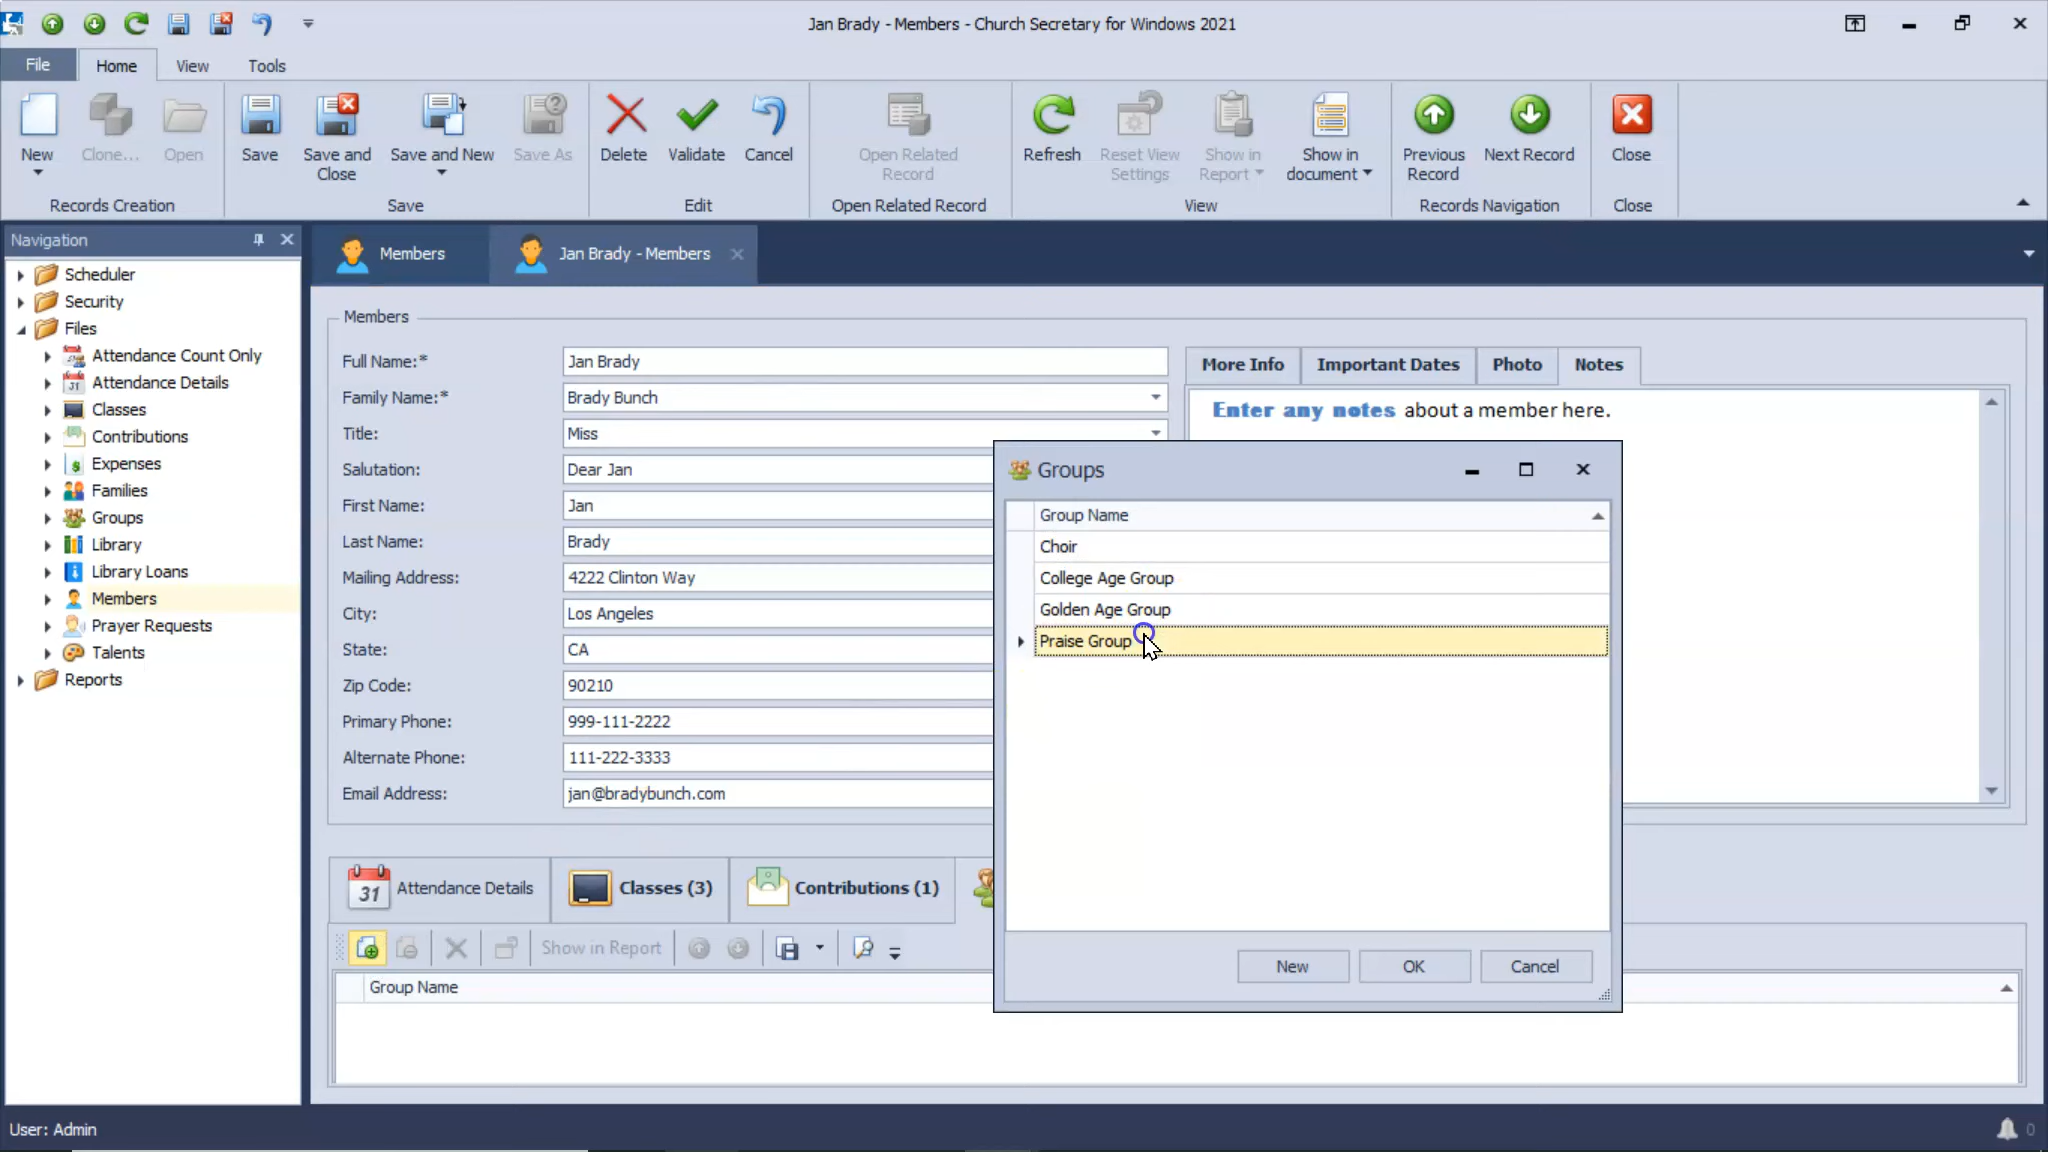 Jan Brady - Members - Church Secretary for Windows 2021
File Home View Tools
New Clone... Open Save Save and Close Save and New Save As Delete Validate Cancel Open Related Record Refresh Reset View Settings Show in Report Show in document Previous Record Next Record Close
Records Creation Save Edit Open Related Record View Records Navigation Close
Navigation
Scheduler
Security
Files
Attendance Count Only
Attendance Details
Classes
Contributions
Expenses
Families
Groups
Library
Library Loans
Members
Prayer Requests
Talents
Reports
Members Jan Brady - Members
Members
Full Name:* Jan Brady
Family Name:* Brady Bunch
Title: Miss
Salutation: Dear Jan
First Name: Jan
Last Name: Brady
Mailing Address: 4222 Clinton Way
City: Los Angeles
State: CA
Zip Code: 90210
Primary Phone: 999-111-2222
Alternate Phone: 111-222-3333
Email Address: jan@bradybunch.com
More Info Important Dates Photo Notes
Enter any notes about a member here.
Groups
Group Name
Choir
College Age Group
Golden Age Group
Praise Group
New OK Cancel
31 Attendance Details Classes (3) Contributions (1)
Show in Report
Group Name
User: Admin 0